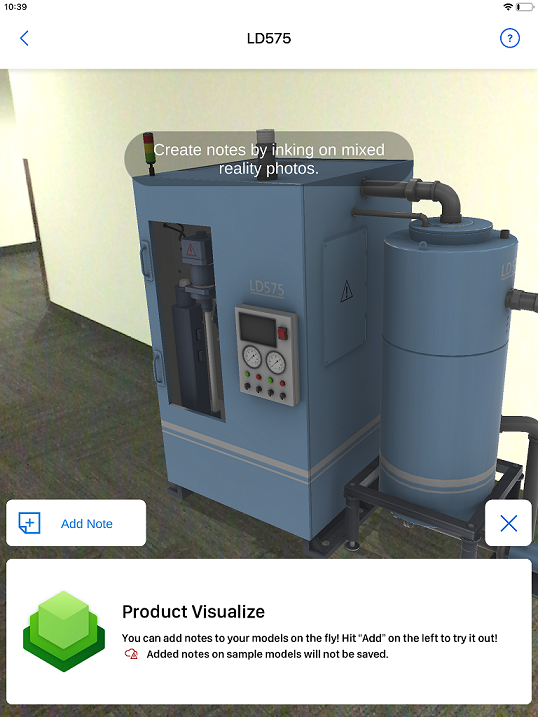 10:39
LD575
Create notes by inking on mixed
reality photos.
LD575
Add Note
Product Visualize
You can add notes to your models on the fly! Hit "Add" on the left to try it out!
Added notes on sample models will not be saved.